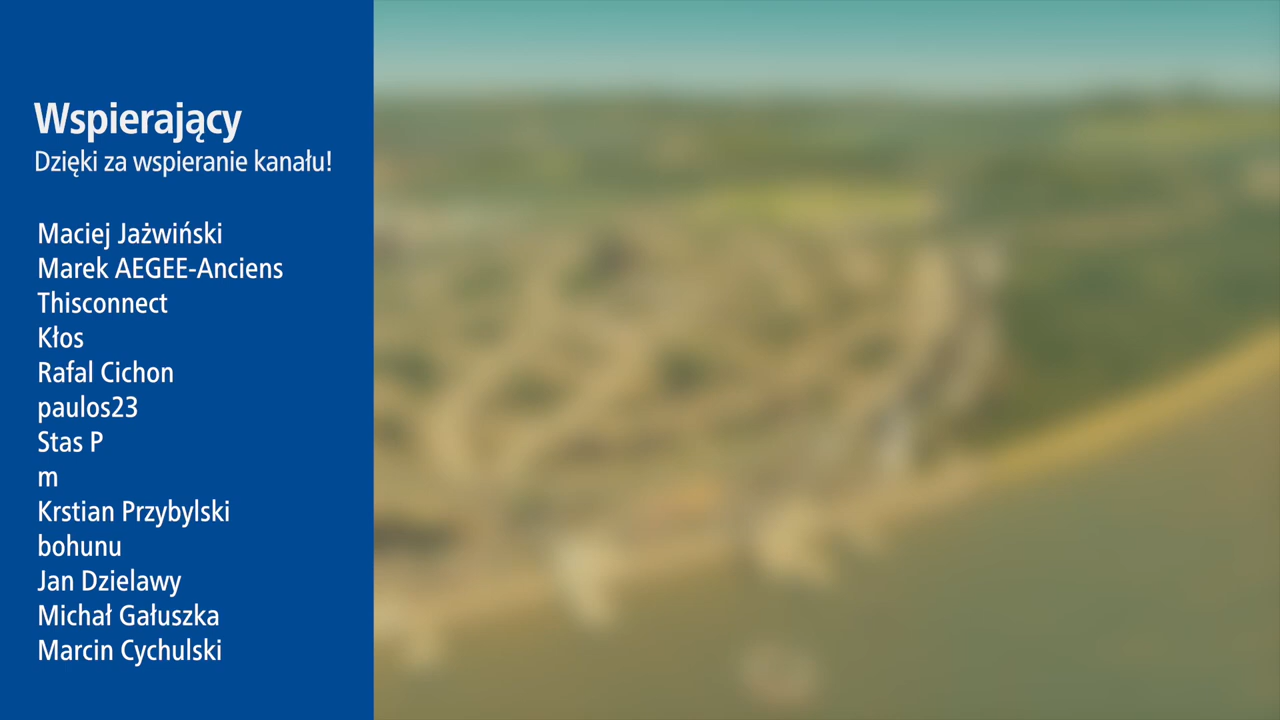 Wspierający
Dzięki za wspieranie kanału!
Maciej Jażwiński
Marek AEGEE-Anciens
Thisconnect
Kłos
Rafal Cichon
paulos23
Stas P
m
Krstian Przybylski
bohunu
Jan Dzielawy
Michał Gałuszka
Marcin Cychulski